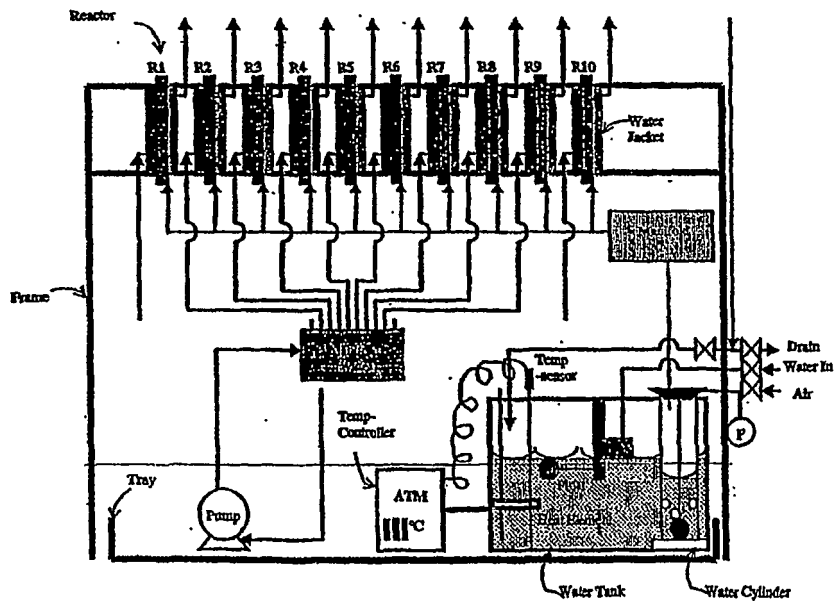 Reactor
R1 R2 R3 R4 R5 R6 R7 R8 R9 R10
Water
Jacket
Frame
Drain
Water In
Air
Temp
-sensor
P
Temp-
Controller
Tray
Pump
ATM
°C
Water Tank
Water Cylinder